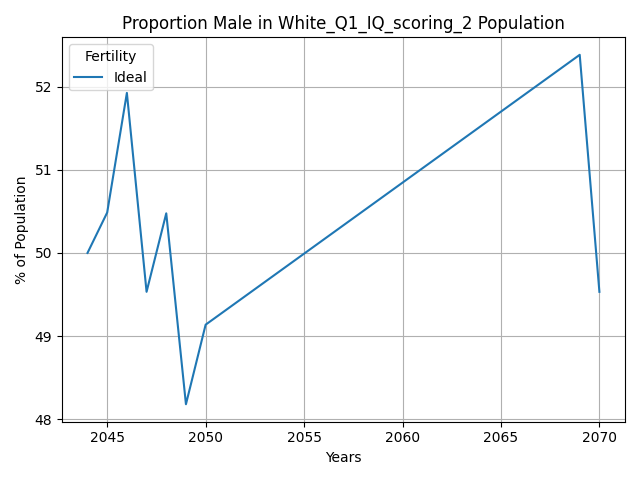 Proportion Male in White_Q1_IQ_scoring_2 Population
Fertility
Ideal
% of Population
52
51
50
49
48
2045 2050 2055 2060 2065 2070
Years